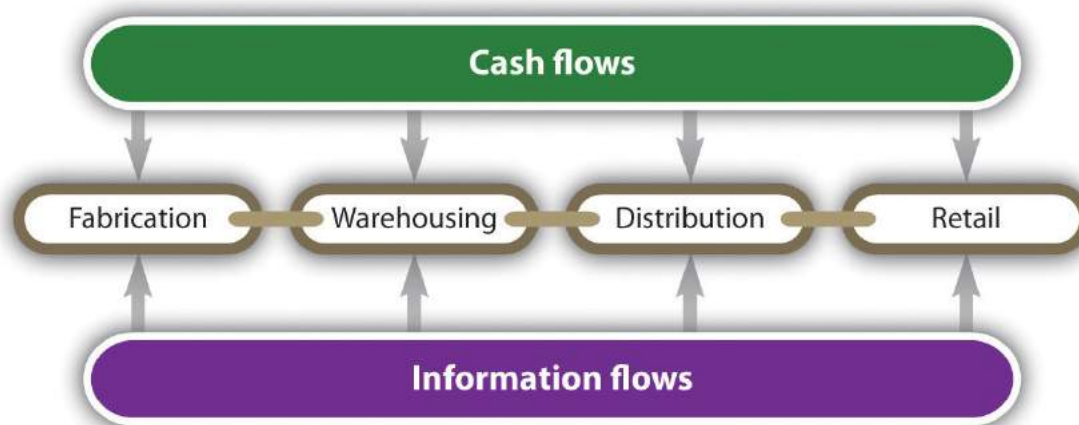 Cash flows
Fabrication
Warehousing
Distribution
Retail
Information flows